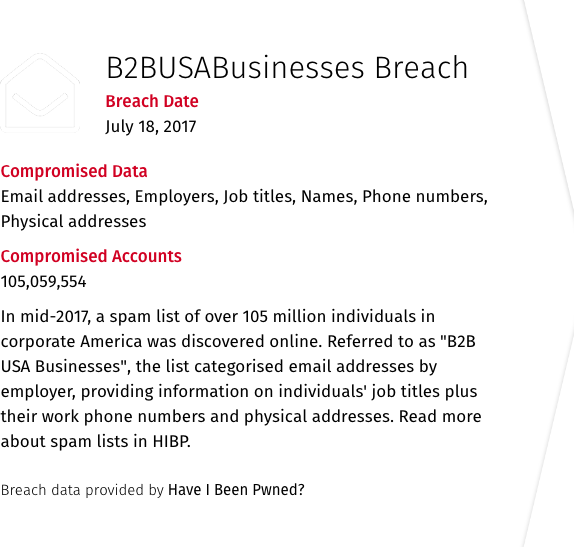 B2BUSABusinesses Breach
Breach Date
July 18, 2017
Compromised Data
Email addresses, Employers, Job titles, Names, Phone numbers,
Physical addresses
Compromised Accounts
105,059,554
In mid-2017, a spam list of over 105 million individuals in
corporate America was discovered online. Referred to as "B2B
USA Businesses", the list categorised email addresses by
employer, providing information on individuals' job titles plus
their work phone numbers and physical addresses. Read more
about spam lists in HIBP.
Breach data provided by Have I Been Pwned?